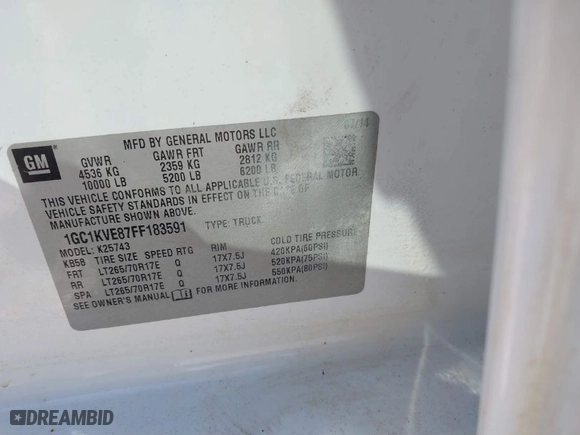 07/14
MFD BY GENERAL MOTORS LLC
GM
GVWR GAWR FRT GAWR RR
4536 KG 2359 KG 2812 KG
10000 LB 5200 LB 6200 LB
THIS VEHICLE CONFORMS TO ALL APPLICABLE U.S. FEDERAL MOTOR
VEHICLE SAFETY STANDARDS IN EFFECT ON THE DATE OF
MANUFACTURE SHOWN ABOVE.
1GC1KVE87FF183591 TYPE: TRUCK
MODEL: K25743
KB5B TIRE SIZE SPEED RTG RIM COLD TIRE PRESSURE
FRT LT265/70R17E Q 17X7.5J 420KPA(60PSI)
RR LT265/70R17E Q 17X7.5J 520KPA(75PSI)
SPA LT265/70R17E Q 17X7.5J 550KPA(80PSI)
SEE OWNER'S MANUAL FOR MORE INFORMATION.
DREAMBID